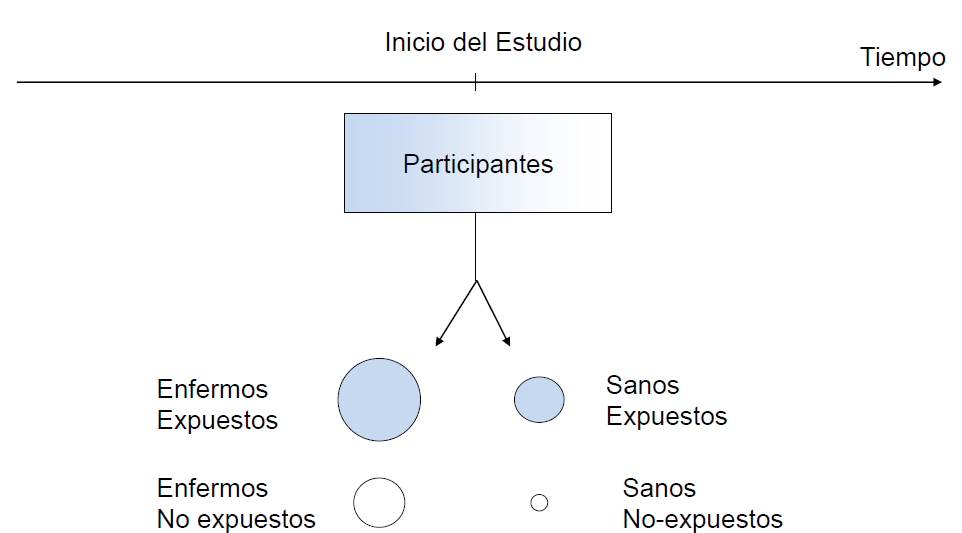 Inicio del Estudio
Tiempo
Participantes
Enfermos
Expuestos
Sanos
Expuestos
Enfermos
No expuestos
Sanos
No-expuestos